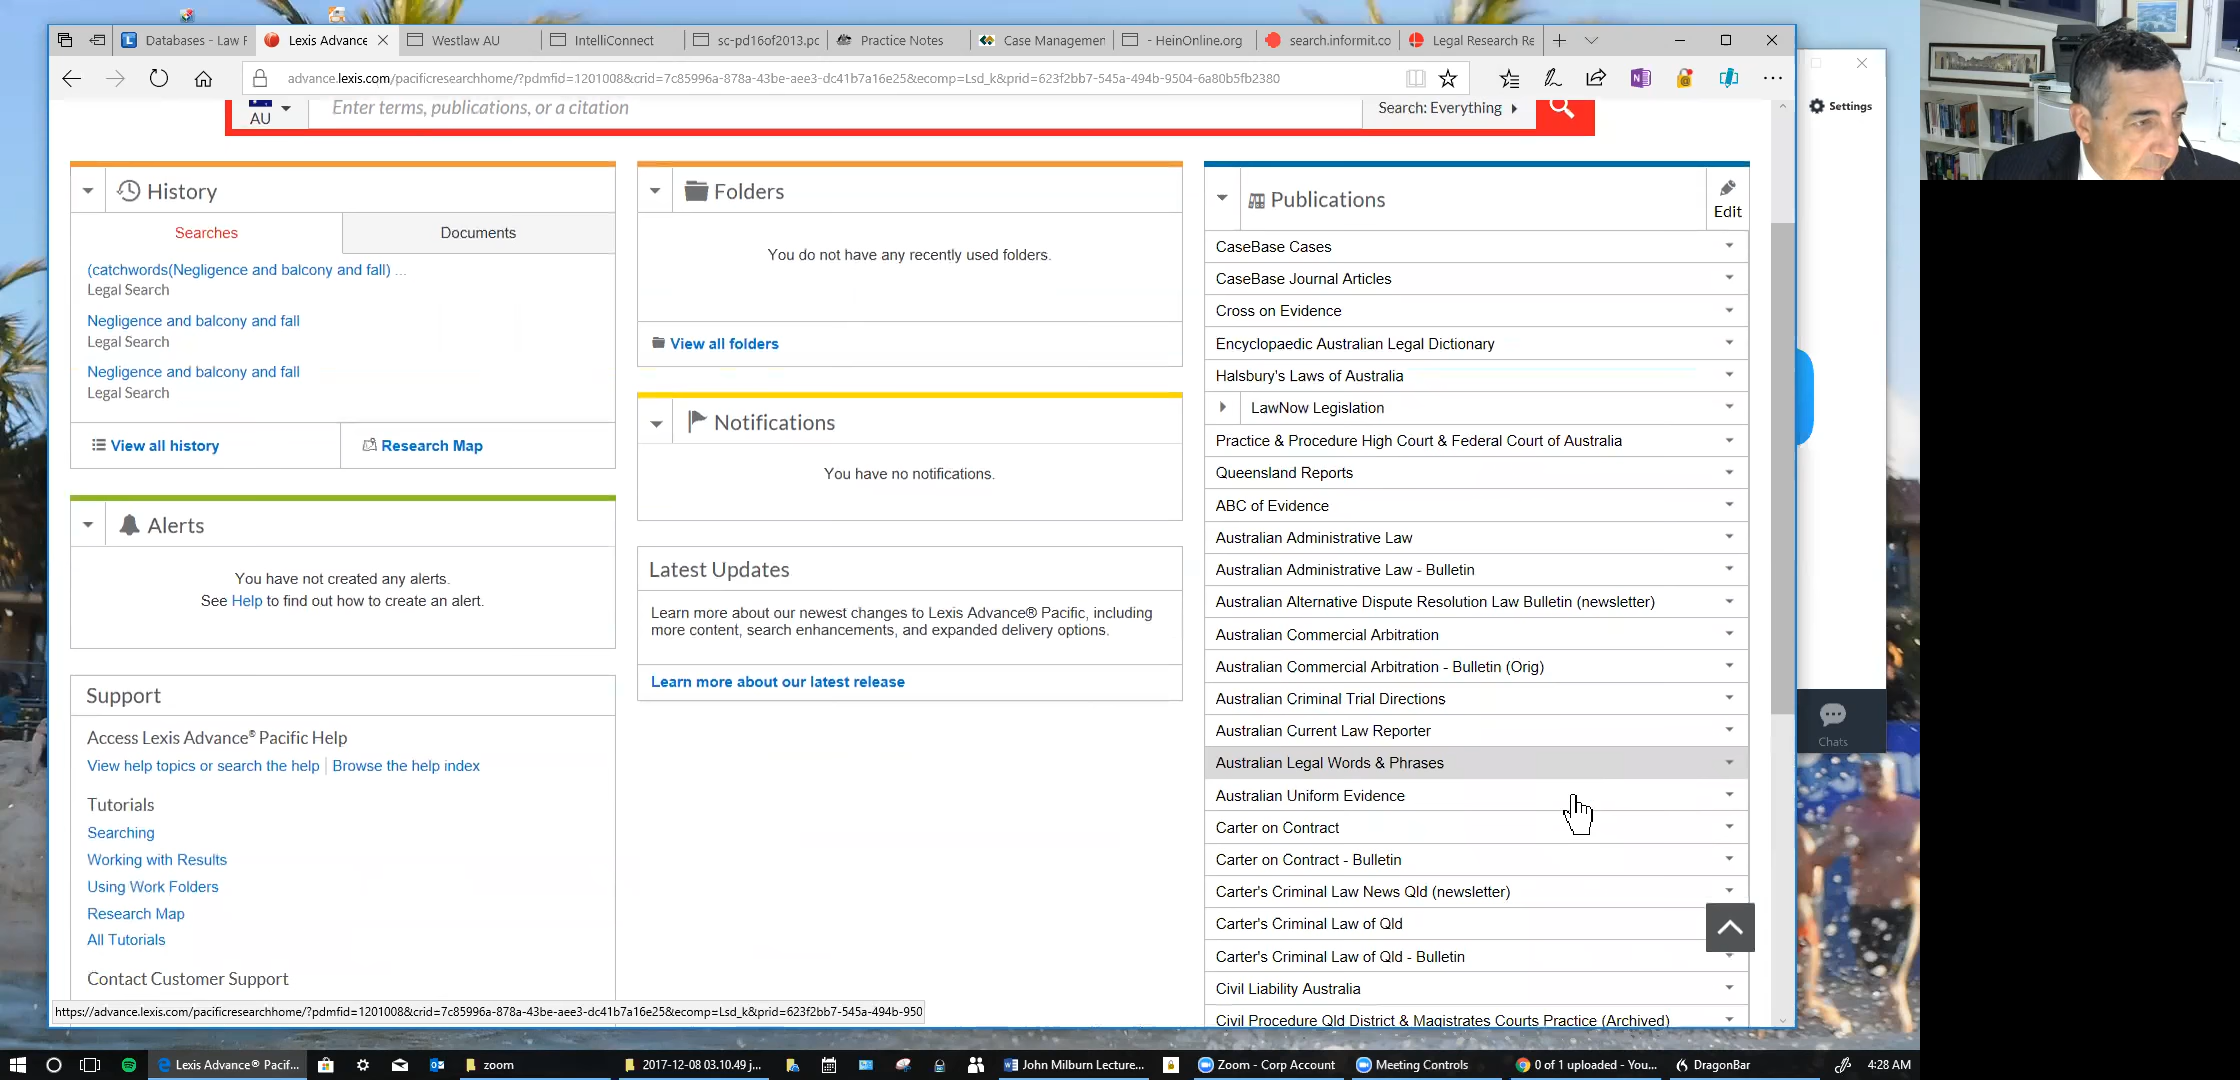 Databases - Law F
Lexis Advance
Westlaw AU
IntelliConnect
sc-pd16of2013.pc
Practice Notes
Case Managemen
- HeinOnline.org
search.informit.co
Legal Research Re
advance.lexis.com/pacificresearchhome/?pdmfid=1201008&crid=7c85996a-878a-43be-aee3-dc41b7a16e25&ecomp=Lsd_k&prid=623f2bb7-545a-494b-9504-6a80b5fb2380
Settings
AU
Enter terms, publications, or a citation
Search: Everything
History
Searches
Documents
(catchwords(Negligence and balcony and fall) ...
Legal Search
Negligence and balcony and fall
Legal Search
Negligence and balcony and fall
Legal Search
View all history
Research Map
Alerts
You have not created any alerts.
See Help to find out how to create an alert.
Support
Access Lexis Advance® Pacific Help
View help topics or search the help
Browse the help index
Tutorials
Searching
Working with Results
Using Work Folders
Research Map
All Tutorials
Contact Customer Support
Folders
You do not have any recently used folders.
View all folders
Notifications
You have no notifications.
Latest Updates
Learn more about our newest changes to Lexis Advance® Pacific, including
more content, search enhancements, and expanded delivery options.
Learn more about our latest release
Publications
Edit
CaseBase Cases
CaseBase Journal Articles
Cross on Evidence
Encyclopaedic Australian Legal Dictionary
Halsbury's Laws of Australia
LawNow Legislation
Practice & Procedure High Court & Federal Court of Australia
Queensland Reports
ABC of Evidence
Australian Administrative Law
Australian Administrative Law - Bulletin
Australian Alternative Dispute Resolution Law Bulletin (newsletter)
Australian Commercial Arbitration
Australian Commercial Arbitration - Bulletin (Orig)
Australian Criminal Trial Directions
Australian Current Law Reporter
Australian Legal Words & Phrases
Australian Uniform Evidence
Carter on Contract
Carter on Contract - Bulletin
Carter's Criminal Law News Qld (newsletter)
Carter's Criminal Law of Qld
Carter's Criminal Law of Qld - Bulletin
Civil Liability Australia
Civil Procedure Qld District & Magistrates Courts Practice (Archived)
Chats
https://advance.lexis.com/pacificresearchhome/?pdmfid=1201008&crid=7c85996a-878a-43be-aee3-dc41b7a16e25&ecomp=Lsd_k&prid=623f2bb7-545a-494b-950
Lexis Advance® Pacif...
zoom
2017-12-08 03.10.49 j...
John Milburn Lecture...
Zoom - Corp Account
Meeting Controls
0 of 1 uploaded - You...
DragonBar
4:28 AM